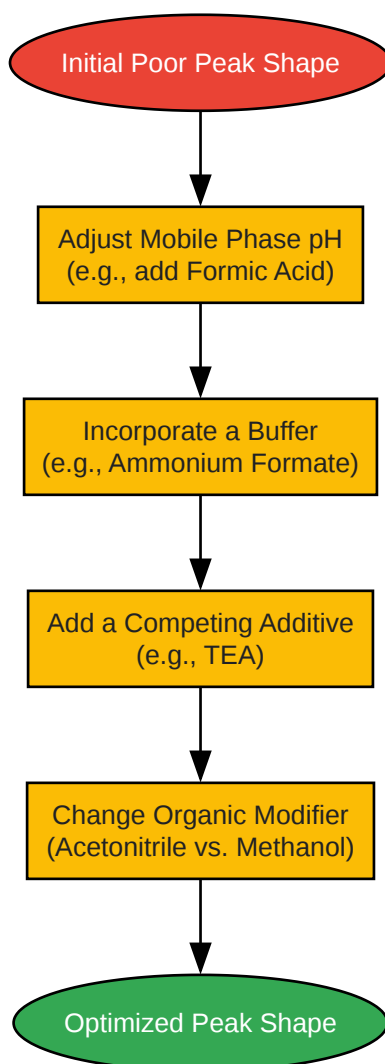 Initial Poor Peak Shape
Adjust Mobile Phase pH
(e.g., add Formic Acid)
Incorporate a Buffer
(e.g., Ammonium Formate)
Add a Competing Additive
(e.g., TEA)
Change Organic Modifier
(Acetonitrile vs. Methanol)
Optimized Peak Shape